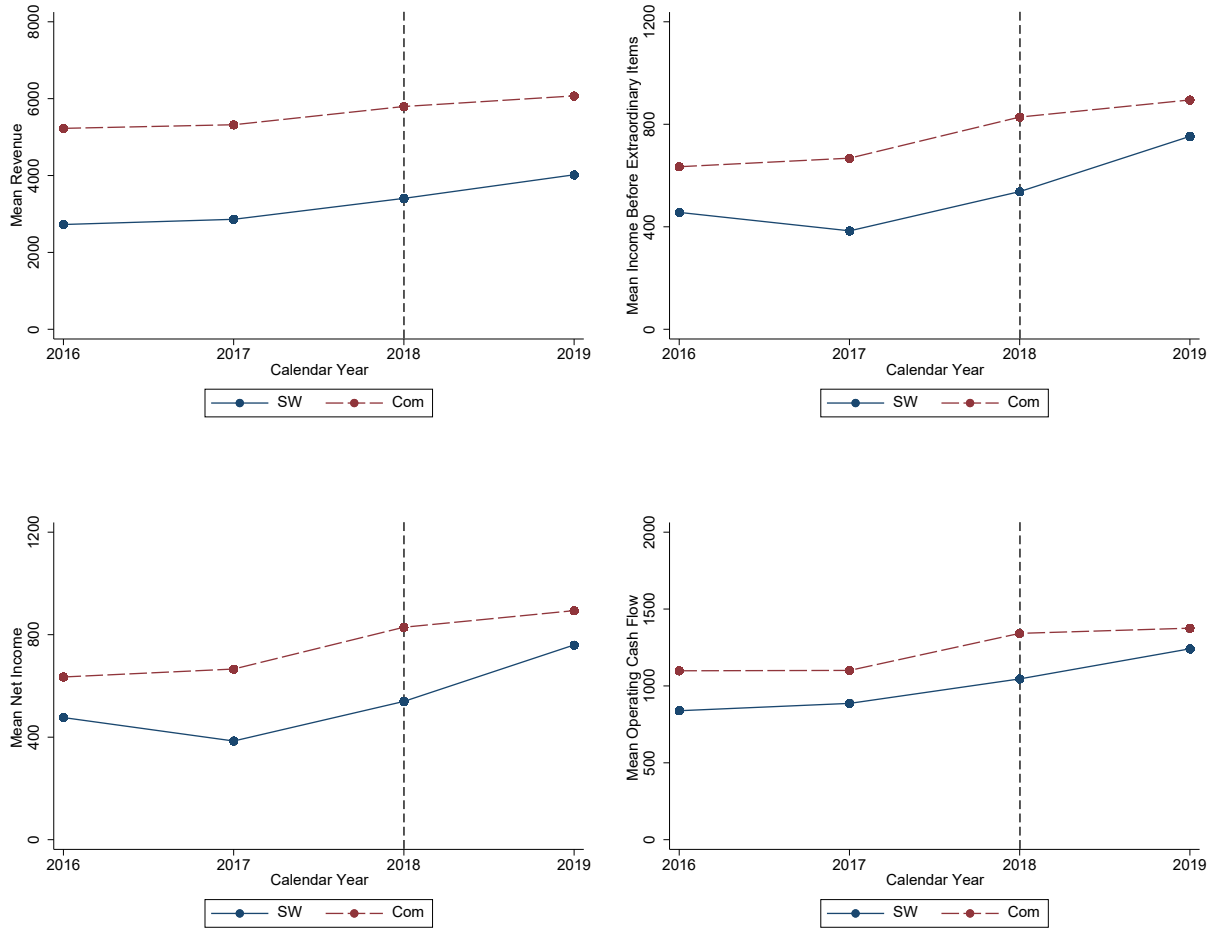 Mean Revenue
8000
6000
4000
2000
0
2016 2017 2018 2019
Calendar Year
SW Com
Mean Income Before Extraordinary Items
1200
800
400
0
2016 2017 2018 2019
Calendar Year
SW Com
Mean Net Income
1200
800
400
0
2016 2017 2018 2019
Calendar Year
SW Com
Mean Operating Cash Flow
2000
1500
1000
500
0
2016 2017 2018 2019
Calendar Year
SW Com